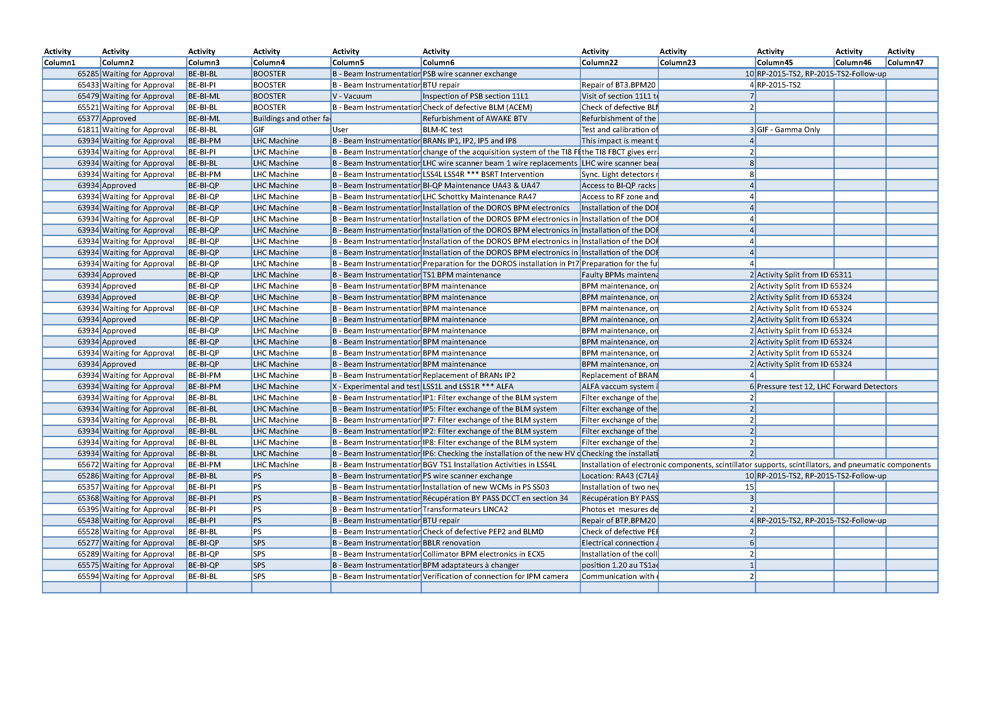 Activity Activity Activity Activity Activity Activity Activity Activity Activity Activity Activity
Column1 Column2 Column3 Column4 Column5 Column6 Column22 Column23 Column45 Column46 Column47
65285 Waiting for Approval BE-BI-BL BOOSTER B - Beam Instrumentation PSB wire scanner exchange 10 RP-2015-TS2, RP-2015-TS2-Follow-up
65433 Waiting for Approval BE-BI-PI BOOSTER B - Beam Instrumentation BTU repair Repair of BT3.BPM20 4 RP-2015-TS2
65479 Waiting for Approval BE-BI-ML BOOSTER V - Vacuum Inspection of PSB section 11L1 Visit of section 11L1 to 7
65521 Waiting for Approval BE-BI-BL BOOSTER B - Beam Instrumentation Check of defective BLM (ACEM) Check of defective BLM 2
65377 Approved BE-BI-ML Buildings and other fac Refurbishment of AWAKE BTV Refurbishment of the
61811 Waiting for Approval BE-BI-BL GIF User BLM-IC test Test and calibration of 3 GIF - Gamma Only
63934 Waiting for Approval BE-BI-PM LHC Machine B - Beam Instrumentation BRANs IP1, IP2, IP5 and IP8 This impact is meant t 4
63934 Waiting for Approval BE-BI-PI LHC Machine B - Beam Instrumentation change of the acquisition system of the TI8 FB the TI8 FBCT gives erra 2
63934 Waiting for Approval BE-BI-BL LHC Machine B - Beam Instrumentation LHC wire scanner beam 1 wire replacements LHC wire scanner bea 8
63934 Waiting for Approval BE-BI-PM LHC Machine B - Beam Instrumentation LSS4L LSS4R *** BSRT Intervention Sync. Light detectors r 8
63934 Approved BE-BI-QP LHC Machine B - Beam Instrumentation BI-QP Maintenance UA43 & UA47 Access to BI-QP racks 4
63934 Waiting for Approval BE-BI-QP LHC Machine B - Beam Instrumentation LHC Schottky Maintenance RA47 Access to RF zone and 4
63934 Waiting for Approval BE-BI-QP LHC Machine B - Beam Instrumentation Installation of the DOROS BPM electronics Installation of the DOR 4
63934 Waiting for Approval BE-BI-QP LHC Machine B - Beam Instrumentation Installation of the DOROS BPM electronics in Installation of the DOR 4
63934 Waiting for Approval BE-BI-QP LHC Machine B - Beam Instrumentation Installation of the DOROS BPM electronics in Installation of the DOR 4
63934 Waiting for Approval BE-BI-QP LHC Machine B - Beam Instrumentation Installation of the DOROS BPM electronics in Installation of the DOR 4
63934 Waiting for Approval BE-BI-QP LHC Machine B - Beam Instrumentation Installation of the DOROS BPM electronics in Installation of the DOR 4
63934 Waiting for Approval BE-BI-QP LHC Machine B - Beam Instrumentation Preparation for the DOROS installation in Pt7 Preparation for the fu 4
63934 Approved BE-BI-QP LHC Machine B - Beam Instrumentation TS1 BPM maintenance Faulty BPMs maintena 2 Activity Split from ID 65311
63934 Approved BE-BI-QP LHC Machine B - Beam Instrumentation BPM maintenance BPM maintenance, on 2 Activity Split from ID 65324
63934 Approved BE-BI-QP LHC Machine B - Beam Instrumentation BPM maintenance BPM maintenance, on 2 Activity Split from ID 65324
63934 Waiting for Approval BE-BI-QP LHC Machine B - Beam Instrumentation BPM maintenance BPM maintenance, on 2 Activity Split from ID 65324
63934 Approved BE-BI-QP LHC Machine B - Beam Instrumentation BPM maintenance BPM maintenance, on 2 Activity Split from ID 65324
63934 Approved BE-BI-QP LHC Machine B - Beam Instrumentation BPM maintenance BPM maintenance, on 2 Activity Split from ID 65324
63934 Approved BE-BI-QP LHC Machine B - Beam Instrumentation BPM maintenance BPM maintenance, on 2 Activity Split from ID 65324
63934 Waiting for Approval BE-BI-QP LHC Machine B - Beam Instrumentation BPM maintenance BPM maintenance, on 2 Activity Split from ID 65324
63934 Approved BE-BI-QP LHC Machine B - Beam Instrumentation BPM maintenance BPM maintenance, on 2 Activity Split from ID 65324
63934 Waiting for Approval BE-BI-PM LHC Machine B - Beam Instrumentation Replacement of BRANs IP2 Replacement of BRAN 4
63934 Waiting for Approval BE-BI-PM LHC Machine X - Experimental and test LSS1L and LSS1R *** ALFA ALFA vaccum system i 6 Pressure test 12, LHC Forward Detectors
63934 Waiting for Approval BE-BI-BL LHC Machine B - Beam Instrumentation IP1: Filter exchange of the BLM system Filter exchange of the 2
63934 Waiting for Approval BE-BI-BL LHC Machine B - Beam Instrumentation IP5: Filter exchange of the BLM system Filter exchange of the 2
63934 Waiting for Approval BE-BI-BL LHC Machine B - Beam Instrumentation IP7: Filter exchange of the BLM system Filter exchange of the 2
63934 Waiting for Approval BE-BI-BL LHC Machine B - Beam Instrumentation IP2: Filter exchange of the BLM system Filter exchange of the 2
63934 Waiting for Approval BE-BI-BL LHC Machine B - Beam Instrumentation IP8: Filter exchange of the BLM system Filter exchange of the 2
63934 Waiting for Approval BE-BI-BL LHC Machine B - Beam Instrumentation IP6: Checking the installation of the new HV c Checking the installati 2
65672 Waiting for Approval BE-BI-PM LHC Machine B - Beam Instrumentation BGV TS1 Installation Activities in LSS4L Installation of electronic components, scintillator supports, scintillators, and pneumatic components
65286 Waiting for Approval BE-BI-BL PS B - Beam Instrumentation PS wire scanner exchange Location: RA43 (C7L4) 10 RP-2015-TS2, RP-2015-TS2-Follow-up
65357 Waiting for Approval BE-BI-PI PS B - Beam Instrumentation Installation of new WCMs in PS SS03 Installation of two new 15
65368 Waiting for Approval BE-BI-PI PS B - Beam Instrumentation Récupération BY PASS DCCT en section 34 Récupération BY PASS 3
65395 Waiting for Approval BE-BI-PI PS B - Beam Instrumentation Transformateurs LINCA2 Photos et mesures de 2
65438 Waiting for Approval BE-BI-PI PS B - Beam Instrumentation BTU repair Repair of BTP.BPM20 4 RP-2015-TS2, RP-2015-TS2-Follow-up
65528 Waiting for Approval BE-BI-BL PS B - Beam Instrumentation Check of defective PEP2 and BLMD Check of defective PEP 2
65277 Waiting for Approval BE-BI-QP SPS B - Beam Instrumentation BBLR renovation Electrical connection a 6
65289 Waiting for Approval BE-BI-QP SPS B - Beam Instrumentation Collimator BPM electronics in ECX5 Installation of the coll 2
65575 Waiting for Approval BE-BI-QP SPS B - Beam Instrumentation BPM adaptateurs à changer position 1.20 au TS1ac 1
65594 Waiting for Approval BE-BI-BL SPS B - Beam Instrumentation Verification of connection for IPM camera Communication with c 2